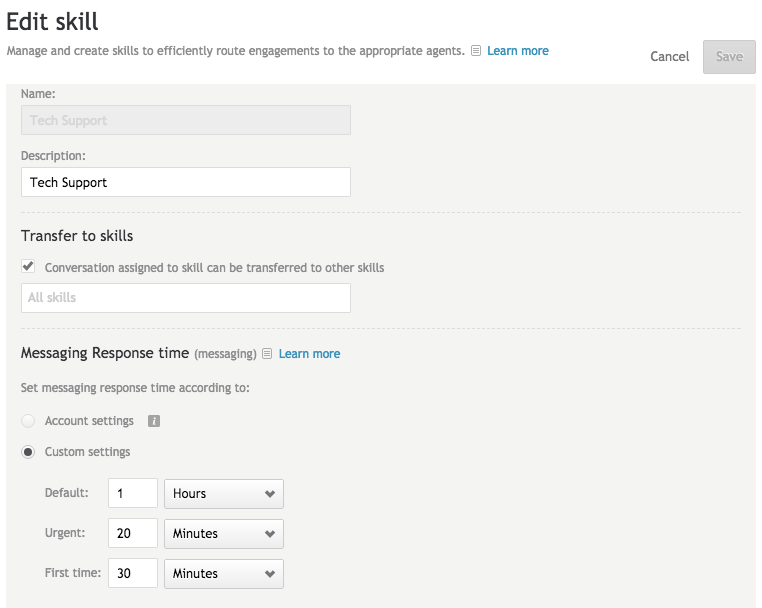 Edit skill
Manage and create skills to efficiently route engagements to the appropriate agents. Learn more
Cancel Save
Name:
Tech Support
Description:
Tech Support
Transfer to skills
Conversation assigned to skill can be transferred to other skills
All skills
Messaging Response time (messaging) Learn more
Set messaging response time according to:
Account settings i
Custom settings
Default: 1 Hours
Urgent: 20 Minutes
First time: 30 Minutes